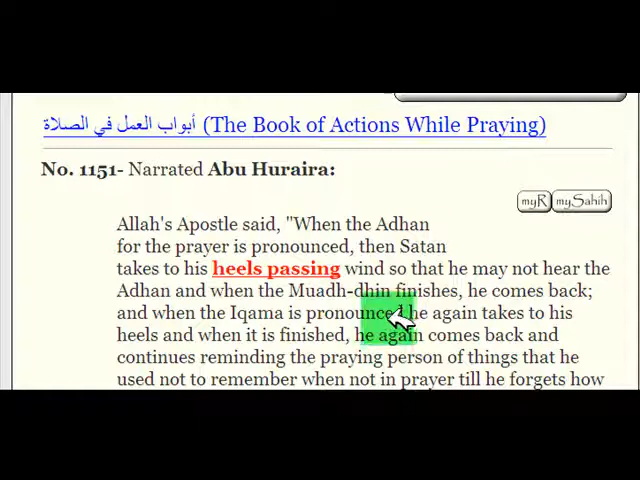 أبواب العمل في الصلاة (The Book of Actions While Praying)
No. 1151- Narrated Abu Huraira:
myR mySahih
Allah's Apostle said, "When the Adhan
for the prayer is pronounced, then Satan
takes to his heels passing wind so that he may not hear the
Adhan and when the Muadh-dhin finishes, he comes back;
and when the Iqama is pronounced he again takes to his
heels and when it is finished, he again comes back and
continues reminding the praying person of things that he
used not to remember when not in prayer till he forgets how